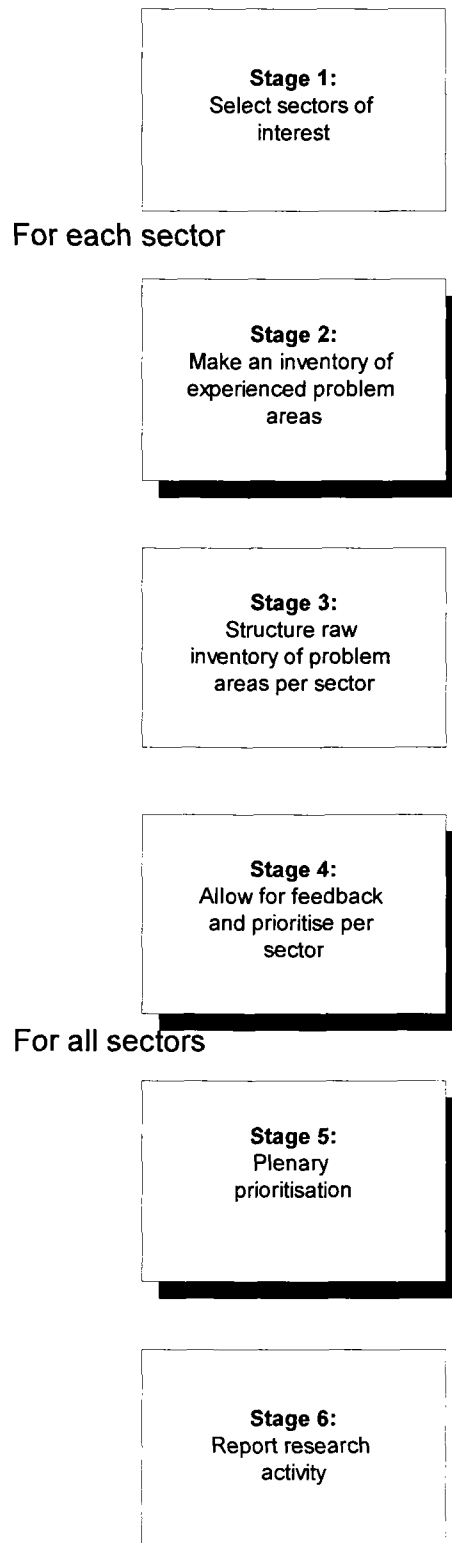 Stage 1:
Select sectors of
interest
For each sector
Stage 2:
Make an inventory of
experienced problem
areas
Stage 3:
Structure raw
inventory of problem
areas per sector
Stage 4:
Allow for feedback
and prioritise per
sector
For all sectors
Stage 5:
Plenary
prioritisation
Stage 6:
Report research
activity